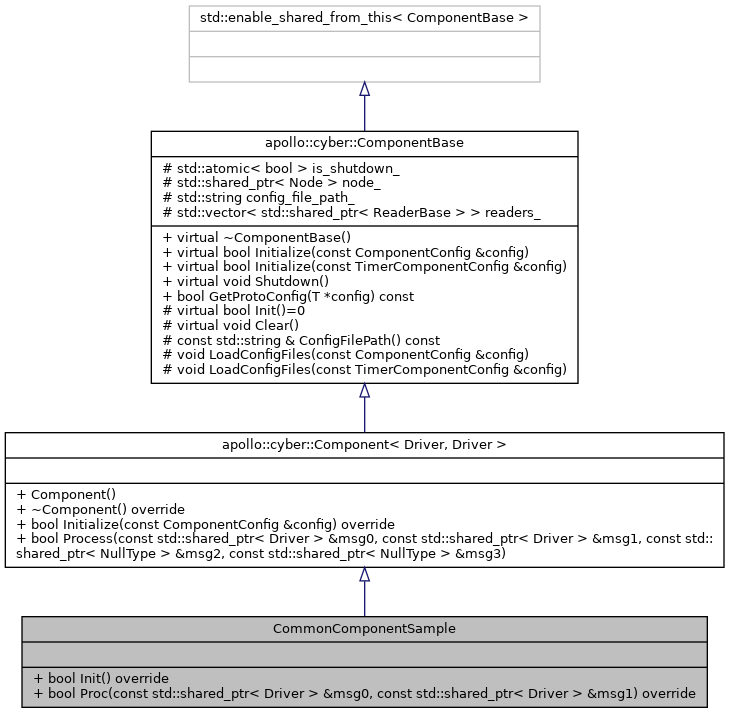 std::enable_shared_from_this< ComponentBase >
apollo::cyber::ComponentBase
# std::atomic< bool > is_shutdown_
# std::shared_ptr< Node > node_
# std::string config_file_path_
# std::vector< std::shared_ptr< ReaderBase > > readers_
+ virtual ~ComponentBase()
+ virtual bool Initialize(const ComponentConfig &config)
+ virtual bool Initialize(const TimerComponentConfig &config)
+ virtual void Shutdown()
+ bool GetProtoConfig(T *config) const
# virtual bool Init()=0
# virtual void Clear()
# const std::string & ConfigFilePath() const
# void LoadConfigFiles(const ComponentConfig &config)
# void LoadConfigFiles(const TimerComponentConfig &config)
apollo::cyber::Component< Driver, Driver >
+ Component()
+ ~Component() override
+ bool Initialize(const ComponentConfig &config) override
+ bool Process(const std::shared_ptr< Driver > &msg0, const std::shared_ptr< Driver > &msg1, const std::
shared_ptr< NullType > &msg2, const std::shared_ptr< NullType > &msg3)
CommonComponentSample
+ bool Init() override
+ bool Proc(const std::shared_ptr< Driver > &msg0, const std::shared_ptr< Driver > &msg1) override